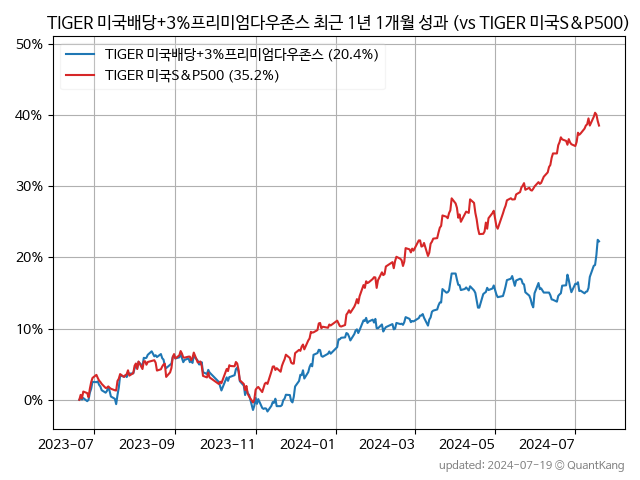 TIGER 미국배당+3%프리미엄다우존스 최근 1년 1개월 성과 (vs TIGER 미국S&P500)
50%
TIGER 미국배당+3%프리미엄다우존스 (20.4%)
TIGER 미국S&P500 (35.2%)
40%
30%
20%
10%
0%
2023-07 2023-09 2023-11 2024-01 2024-03 2024-05 2024-07
updated: 2024-07-19 © QuantKang